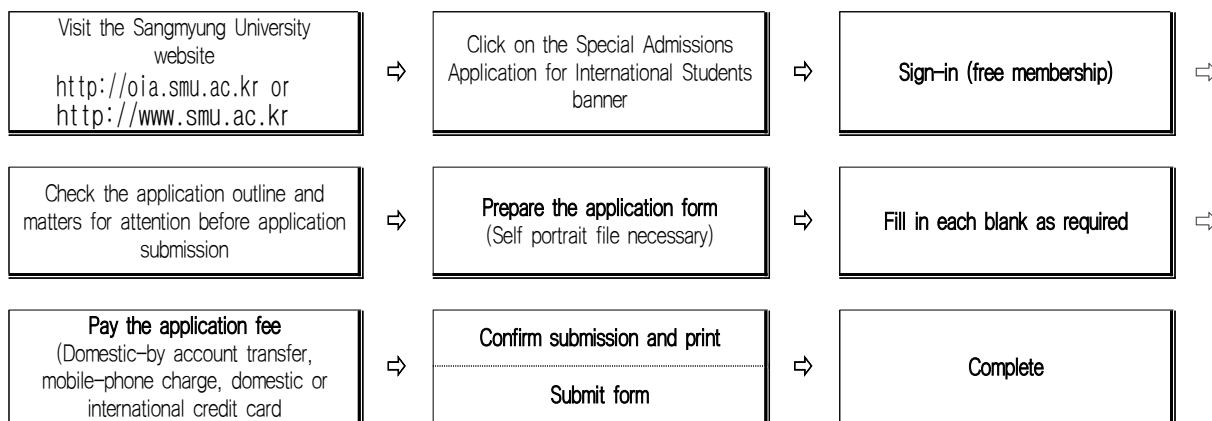 Visit the Sangmyung University
website
http://oia.smu.ac.kr or
http://www.smu.ac.kr
⇨
Click on the Special Admissions
Application for International Students
banner
⇨
Sign-in (free membership)
⇨
Check the application outline and
matters for attention before application
submission
⇨
Prepare the application form
(Self portrait file necessary)
⇨
Fill in each blank as required
⇨
Pay the application fee
(Domestic-by account transfer,
mobile-phone charge, domestic or
international credit card
⇨
Confirm submission and print
Submit form
⇨
Complete